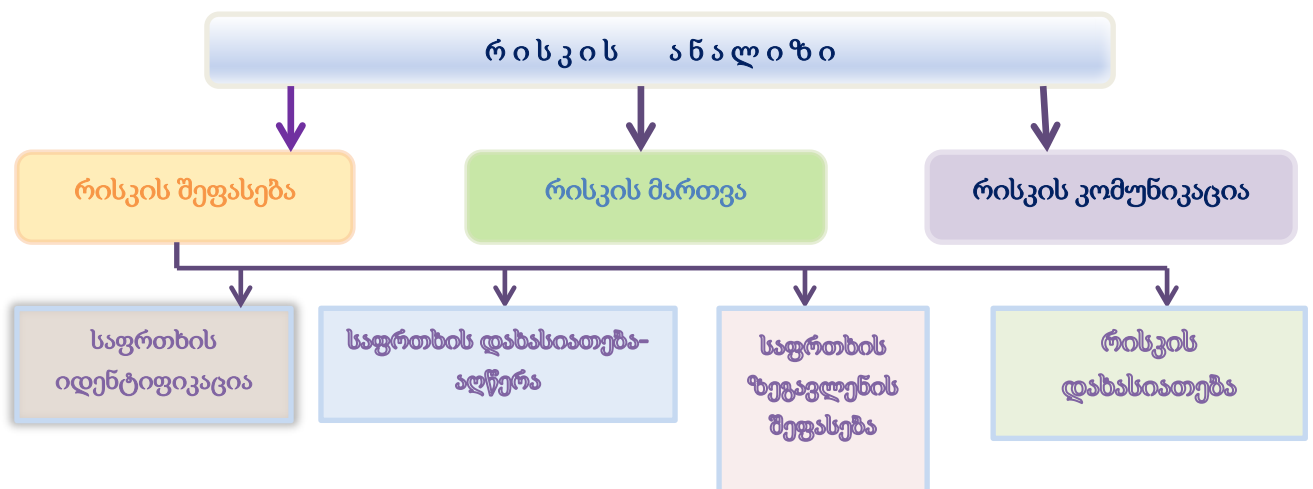 რისკის ანალიზი
რისკის შეფასება
რისკის მართვა
რისკის კომუნიკაცია
საფრთხის
იდენტიფიკაცია
საფრთხის დახასიათება-
აღწერა
საფრთხის
ზეგავლენის
შეფასება
რისკის
დახასიათება